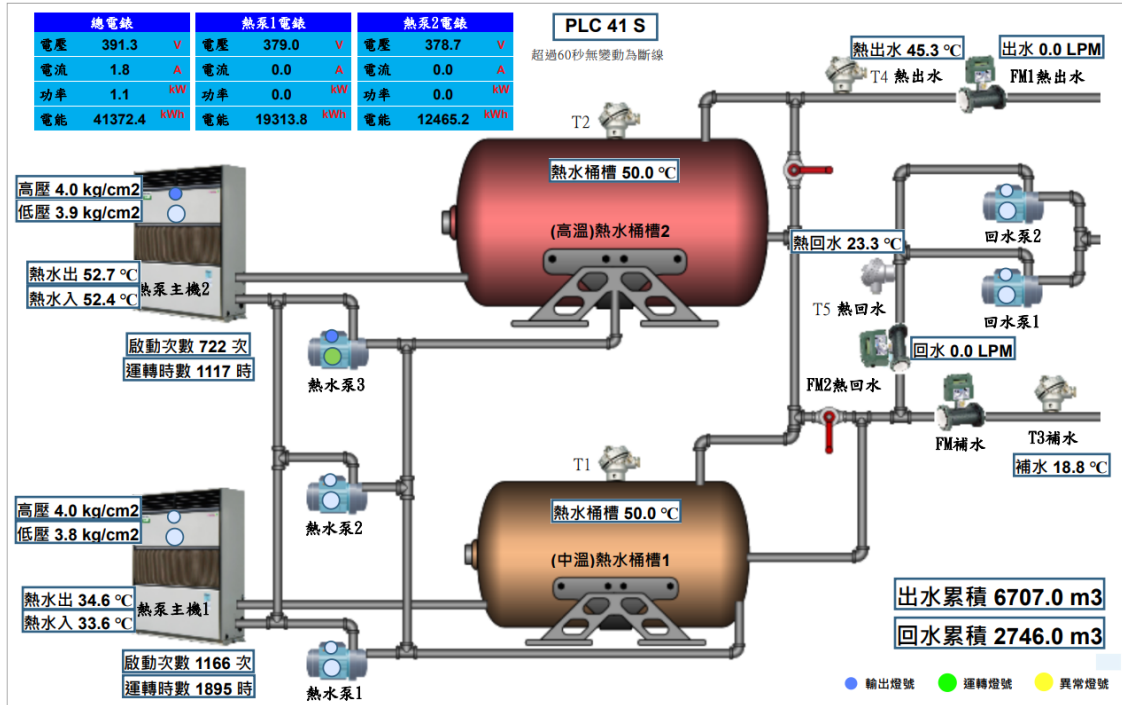 總電錶
電壓 391.3 V
電流 1.8 A
功率 1.1 kW
電能 41372.4 kWh
熱泵1電錶
電壓 379.0 V
電流 0.0 A
功率 0.0 kW
電能 19313.8 kWh
熱泵2電錶
電壓 378.7 V
電流 0.0 A
功率 0.0 kW
電能 12465.2 kWh
PLC 41 S
超過60秒無變動為斷線
熱出水 45.3 °C
T4 熱出水
出水 0.0 LPM
FM1熱出水
T2
熱水桶槽 50.0 °C
(高溫)熱水桶槽2
高壓 4.0 kg/cm2
低壓 3.9 kg/cm2
熱水出 52.7 °C
熱水入 52.4 °C
熱泵主機2
啟動次數 722 次
運轉時數 1117 時
熱水泵3
熱回水 23.3 °C
T5 熱回水
回水泵2
回水泵1
回水 0.0 LPM
FM2熱回水
FM補水
T3補水
補水 18.8 °C
熱水泵2
T1
熱水桶槽 50.0 °C
(中溫)熱水桶槽1
高壓 4.0 kg/cm2
低壓 3.8 kg/cm2
熱水出 34.6 °C
熱水入 33.6 °C
熱泵主機1
啟動次數 1166 次
運轉時數 1895 時
熱水泵1
出水累積 6707.0 m3
回水累積 2746.0 m3
輸出燈號
運轉燈號
異常燈號